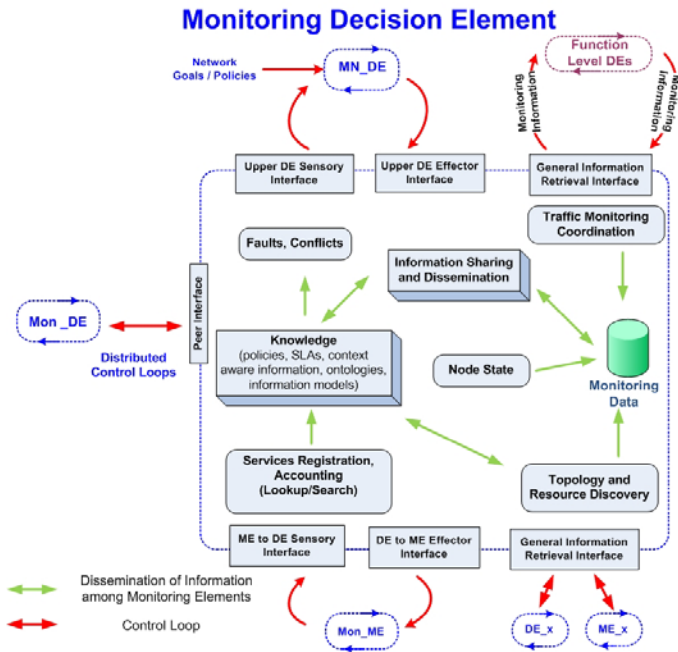 Monitoring Decision Element
Network
Goals / Policies
MN_DE
Function
Level DEs
Monitoring
Information
Monitoring
Information
Upper DE Sensory
Interface
Upper DE Effector
Interface
General Information
Retrieval Interface
Traffic Monitoring
Coordination
Faults, Conflicts
Information Sharing
and Dissemination
Peer Interface
Mon _DE
Distributed
Control Loops
Knowledge
(policies, SLAs, context
aware information, ontologies,
information models)
Node State
Monitoring
Data
Services Registration,
Accounting
(Lookup/Search)
Topology and
Resource Discovery
ME to DE Sensory
Interface
DE to ME Effector
Interface
General Information
Retrieval Interface
Dissemination of Information
among Monitoring Elements
Control Loop
Mon_ME
DE_x
ME_x